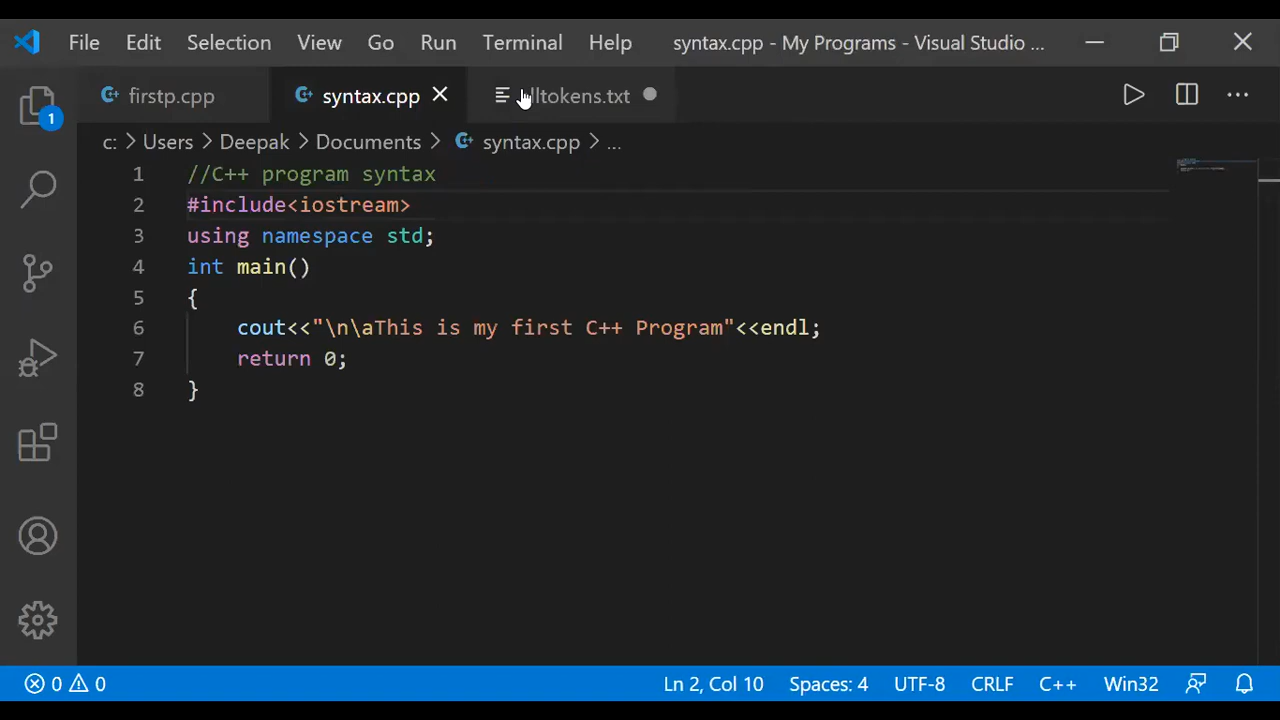 File Edit Selection View Go Run Terminal Help syntax.cpp - My Programs - Visual Studio ...
firstp.cpp syntax.cpp lltokens.txt
c: > Users > Deepak > Documents > syntax.cpp > ...
1 //C++ program syntax
2 #include<iostream>
3 using namespace std;
4 int main()
5 {
6 cout<<"\n\aThis is my first C++ Program"<<endl;
7 return 0;
8 }
1
0 0 Ln 2, Col 10 Spaces: 4 UTF-8 CRLF C++ Win32